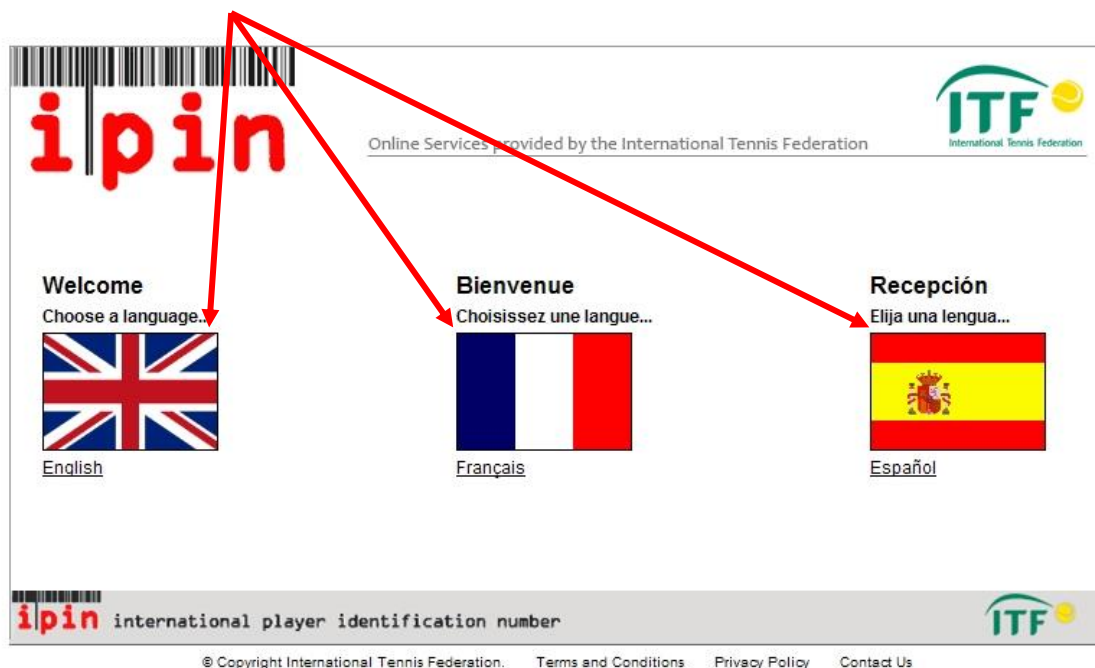 ipin
Online Services provided by the International Tennis Federation
ITF
International Tennis Federation
Welcome
Choose a language...
English
Bienvenue
Choisissez une langue...
Français
Recepción
Elija una lengua...
Español
ipin international player identification number
ITF
© Copyright International Tennis Federation. Terms and Conditions Privacy Policy Contact Us